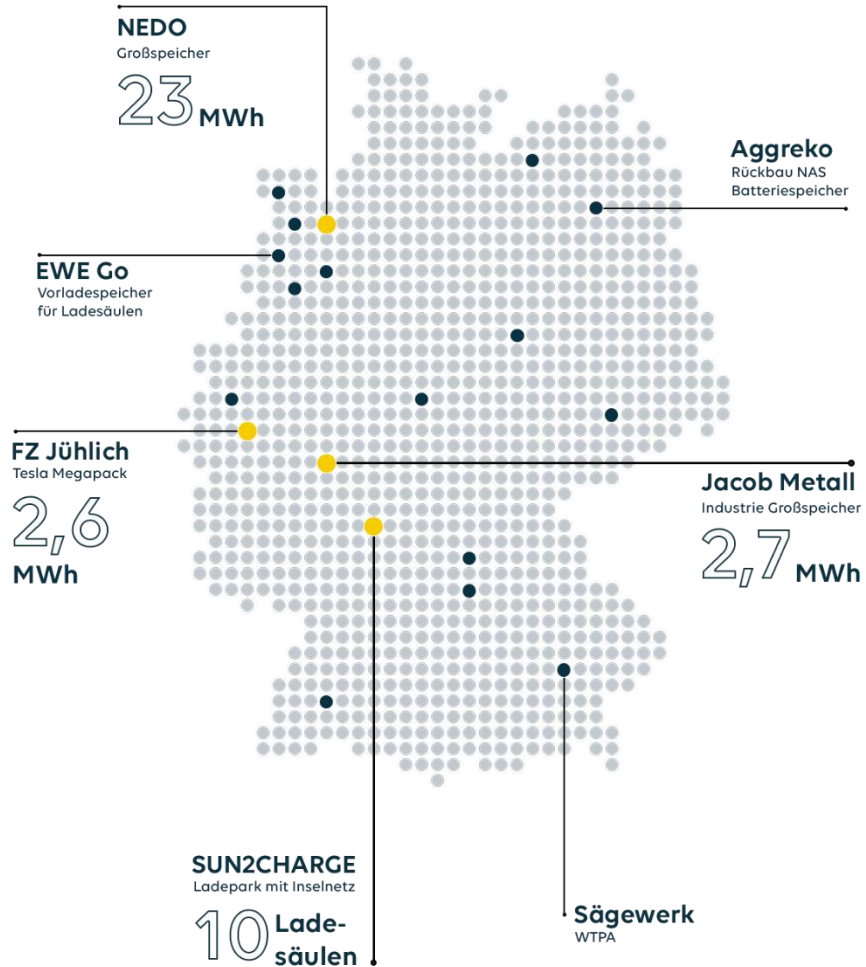 NEDO
Großspeicher
23 MWh
Aggreko
Rückbau NAS
Batteriespeicher
EWE Go
Vorladespeicher
für Ladesäulen
FZ Jühlich
Tesla Megapack
2,6
MWh
Jacob Metall
Industrie Großspeicher
2,7 MWh
SUN2CHARGE
Ladepark mit Inselnetz
10 Lade-
säulen
Sägewerk
WTPA